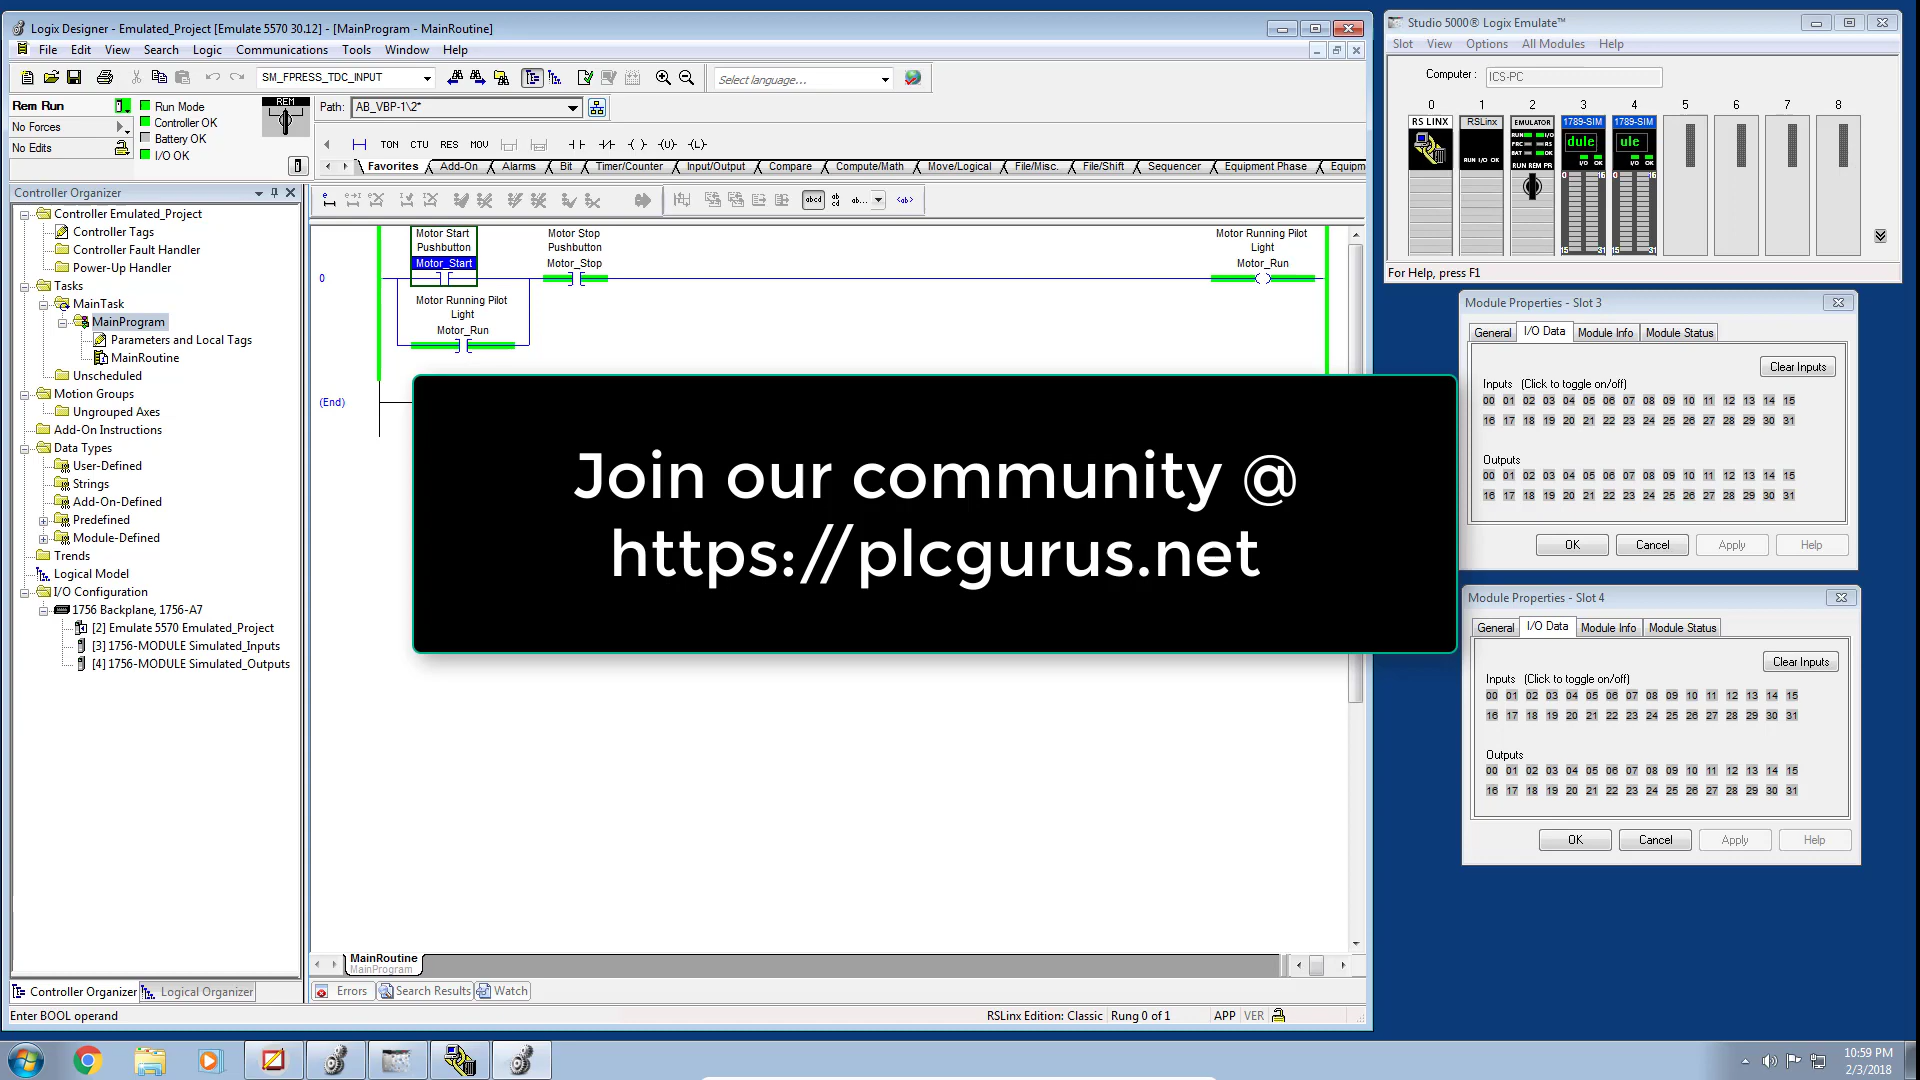 Logix Designer - Emulated_Project [Emulate 5570 30.12] - [MainProgram - MainRoutine]
File Edit View Search Logic Communications Tools Window Help
SM_FPRESS_TDC_INPUT
Select language...
Rem Run
No Forces
No Edits
Run Mode
Controller OK
Battery OK
I/O OK
REM
Path: AB_VBP-1\2*
TON CTU RES MOV
Favorites Add-On Alarms Bit Timer/Counter Input/Output Compare Compute/Math Move/Logical File/Misc. File/Shift Sequencer Equipment Phase Equipm
Controller Organizer
Controller Emulated_Project
Controller Tags
Controller Fault Handler
Power-Up Handler
Tasks
MainTask
MainProgram
Parameters and Local Tags
MainRoutine
Unscheduled
Motion Groups
Ungrouped Axes
Add-On Instructions
Data Types
User-Defined
Strings
Add-On-Defined
Predefined
Module-Defined
Trends
Logical Model
I/O Configuration
1756 Backplane, 1756-A7
[2] Emulate 5570 Emulated_Project
[3] 1756-MODULE Simulated_Inputs
[4] 1756-MODULE Simulated_Outputs
Controller Organizer Logical Organizer
Enter BOOL operand
Motor Start
Pushbutton
Motor_Start
Motor Stop
Pushbutton
Motor_Stop
Motor Running Pilot
Light
Motor_Run
0
Motor Running Pilot
Light
Motor_Run
(End)
Join our community @
https://plcgurus.net
MainRoutine
MainProgram
Errors Search Results Watch
RSLinx Edition: Classic Rung 0 of 1 APP VER
Studio 5000® Logix Emulate™
Slot View Options All Modules Help
Computer : ICS-PC
0 1 2 3 4 5 6 7 8
RS LINX RSLinx EMULATOR 1789-SIM 1789-SIM
dule ule
RUN I/O OK
RUN REM PR
For Help, press F1
Module Properties - Slot 3
General I/O Data Module Info Module Status
Clear Inputs
Inputs (Click to toggle on/off)
00 01 02 03 04 05 06 07 08 09 10 11 12 13 14 15
16 17 18 19 20 21 22 23 24 25 26 27 28 29 30 31
Outputs
00 01 02 03 04 05 06 07 08 09 10 11 12 13 14 15
16 17 18 19 20 21 22 23 24 25 26 27 28 29 30 31
OK Cancel Apply Help
Module Properties - Slot 4
General I/O Data Module Info Module Status
Clear Inputs
Inputs (Click to toggle on/off)
00 01 02 03 04 05 06 07 08 09 10 11 12 13 14 15
16 17 18 19 20 21 22 23 24 25 26 27 28 29 30 31
Outputs
00 01 02 03 04 05 06 07 08 09 10 11 12 13 14 15
16 17 18 19 20 21 22 23 24 25 26 27 28 29 30 31
OK Cancel Apply Help
10:59 PM
2/3/2018